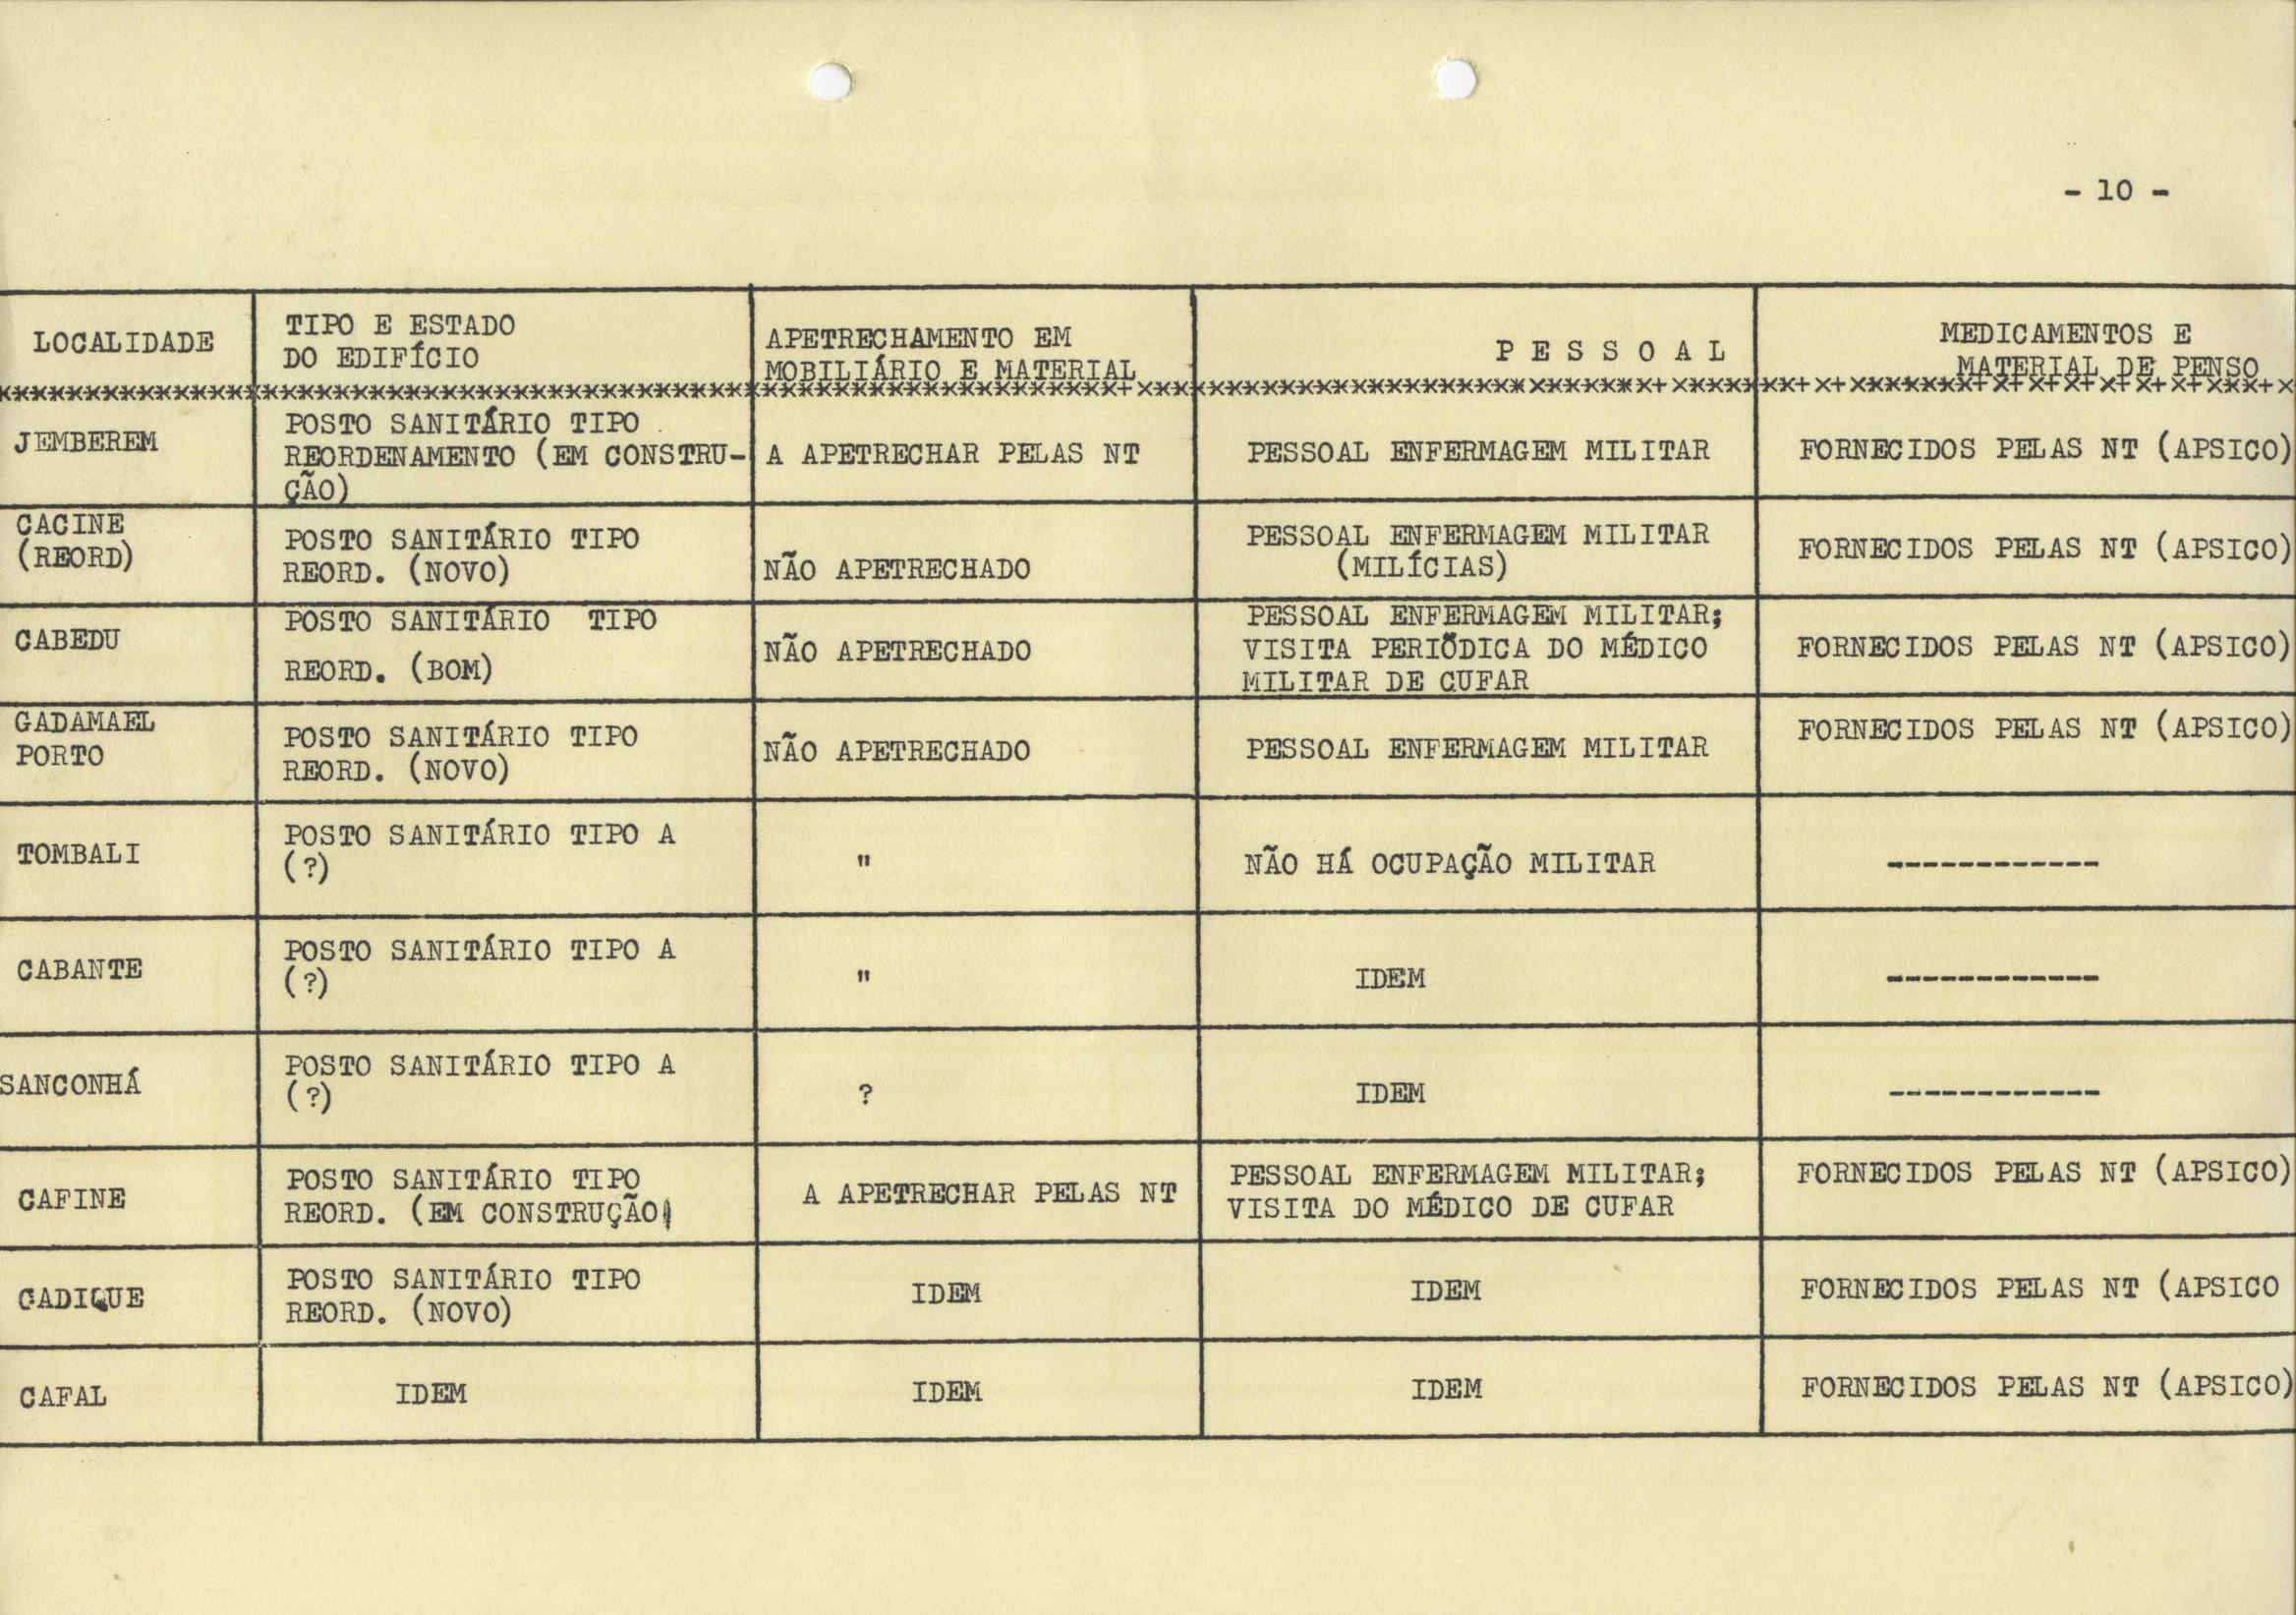 - 10 -
LOCALIDADE
TIPO E ESTADO
DO EDIFÍCIO
APETRECHAMENTO EM
MOBILIÁRIO E MATERIAL
P E S S O A L
MEDICAMENTOS E
MATERIAL DE PENSO
JEMBEREM
POSTO SANITÁRIO TIPO
REORDENAMENTO (EM CONSTRU-
ÇÃO)
A APETRECHAR PELAS NT
PESSOAL ENFERMAGEM MILITAR
FORNECIDOS PELAS NT (APSICO)
CACINE
(REORD)
POSTO SANITÁRIO TIPO
REORD. (NOVO)
NÃO APETRECHADO
PESSOAL ENFERMAGEM MILITAR
(MILÍCIAS)
FORNECIDOS PELAS NT (APSICO)
CABEDU
POSTO SANITÁRIO TIPO
REORD. (BOM)
NÃO APETRECHADO
PESSOAL ENFERMAGEM MILITAR;
VISITA PERIÕDICA DO MÉDICO
MILITAR DE CUFAR
FORNECIDOS PELAS NT (APSICO)
GADAMAEL
PORTO
POSTO SANITÁRIO TIPO
REORD. (NOVO)
NÃO APETRECHADO
PESSOAL ENFERMAGEM MILITAR
FORNECIDOS PELAS NT (APSICO)
TOMBALI
POSTO SANITÁRIO TIPO A
(?)
"
NÃO HÁ OCUPAÇÃO MILITAR
------------
CABANTE
POSTO SANITÁRIO TIPO A
(?)
"
IDEM
------------
SANCONHÁ
POSTO SANITÁRIO TIPO A
(?)
?
IDEM
------------
CAFINE
POSTO SANITÁRIO TIPO
REORD. (EM CONSTRUÇÃO)
A APETRECHAR PELAS NT
PESSOAL ENFERMAGEM MILITAR;
VISITA DO MÉDICO DE CUFAR
FORNECIDOS PELAS NT (APSICO)
CADIQUE
POSTO SANITÁRIO TIPO
REORD. (NOVO)
IDEM
IDEM
FORNECIDOS PELAS NT (APSICO
CAFAL
IDEM
IDEM
IDEM
FORNECIDOS PELAS NT (APSICO)